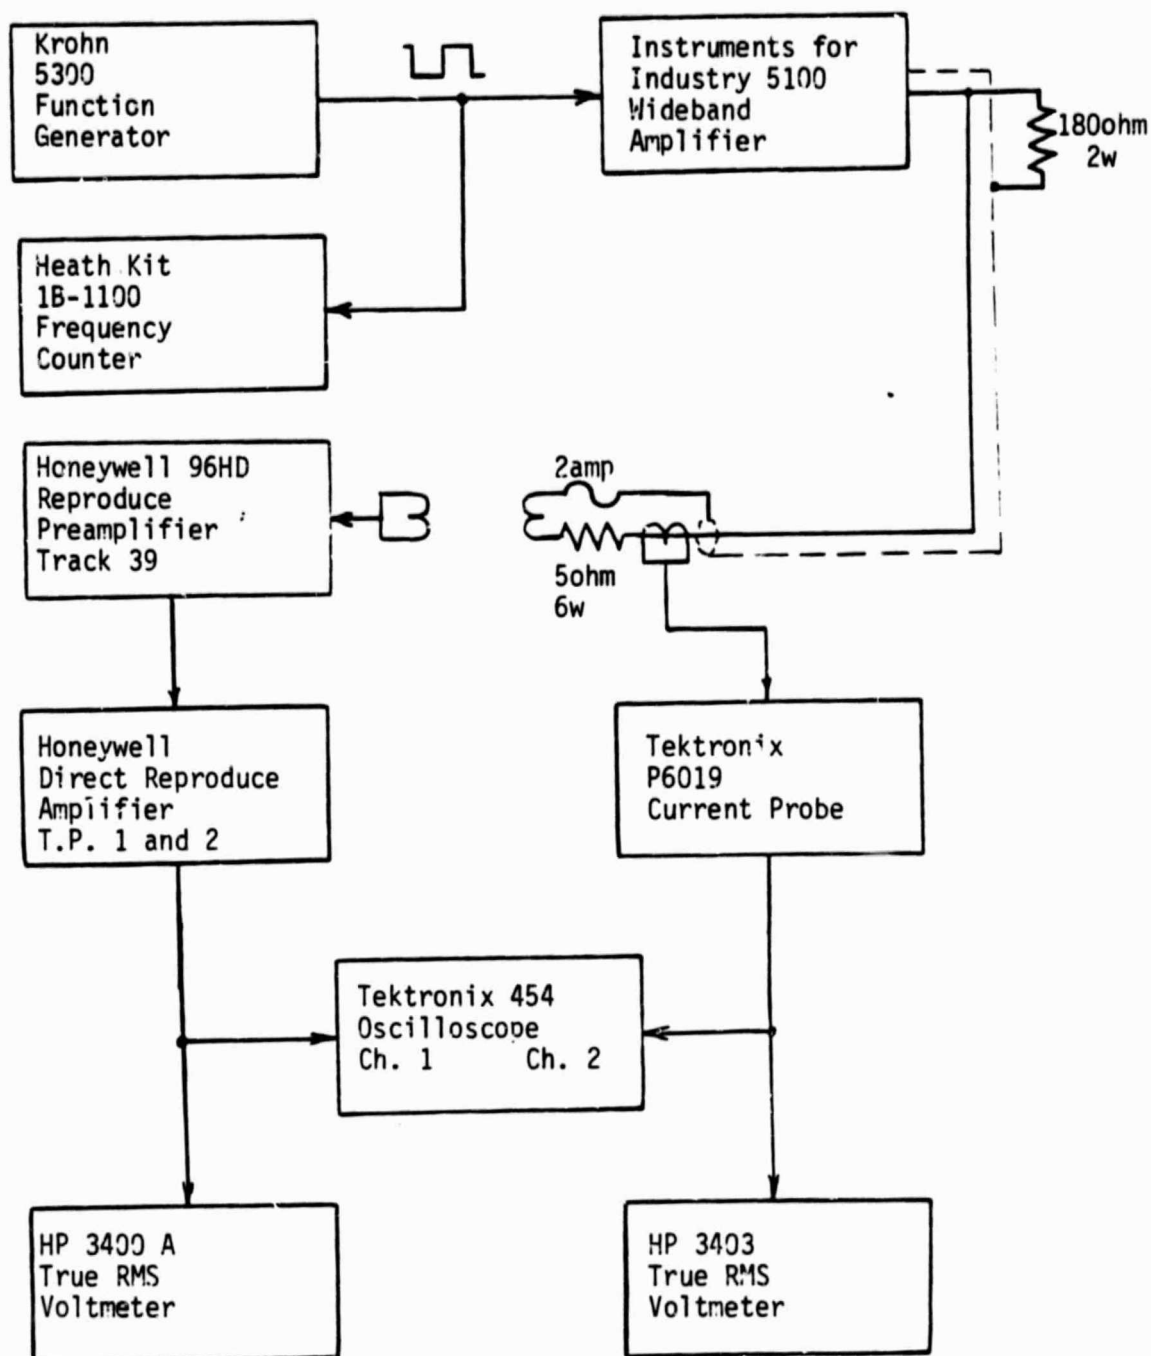 Krohn
5300
Function
Generator
Instruments for
Industry 5100
Wideband
Amplifier
180ohm
2w
Heath Kit
1B-1100
Frequency
Counter
Honeywell 96HD
Reproduce
Preamplifier
Track 39
2amp
5ohm
6w
Honeywell
Direct Reproduce
Amplifier
T.P. 1 and 2
Tektronix
P6019
Current Probe
Tektronix 454
Oscilloscope
Ch. 1 Ch. 2
HP 3400 A
True RMS
Voltmeter
HP 3403
True RMS
Voltmeter